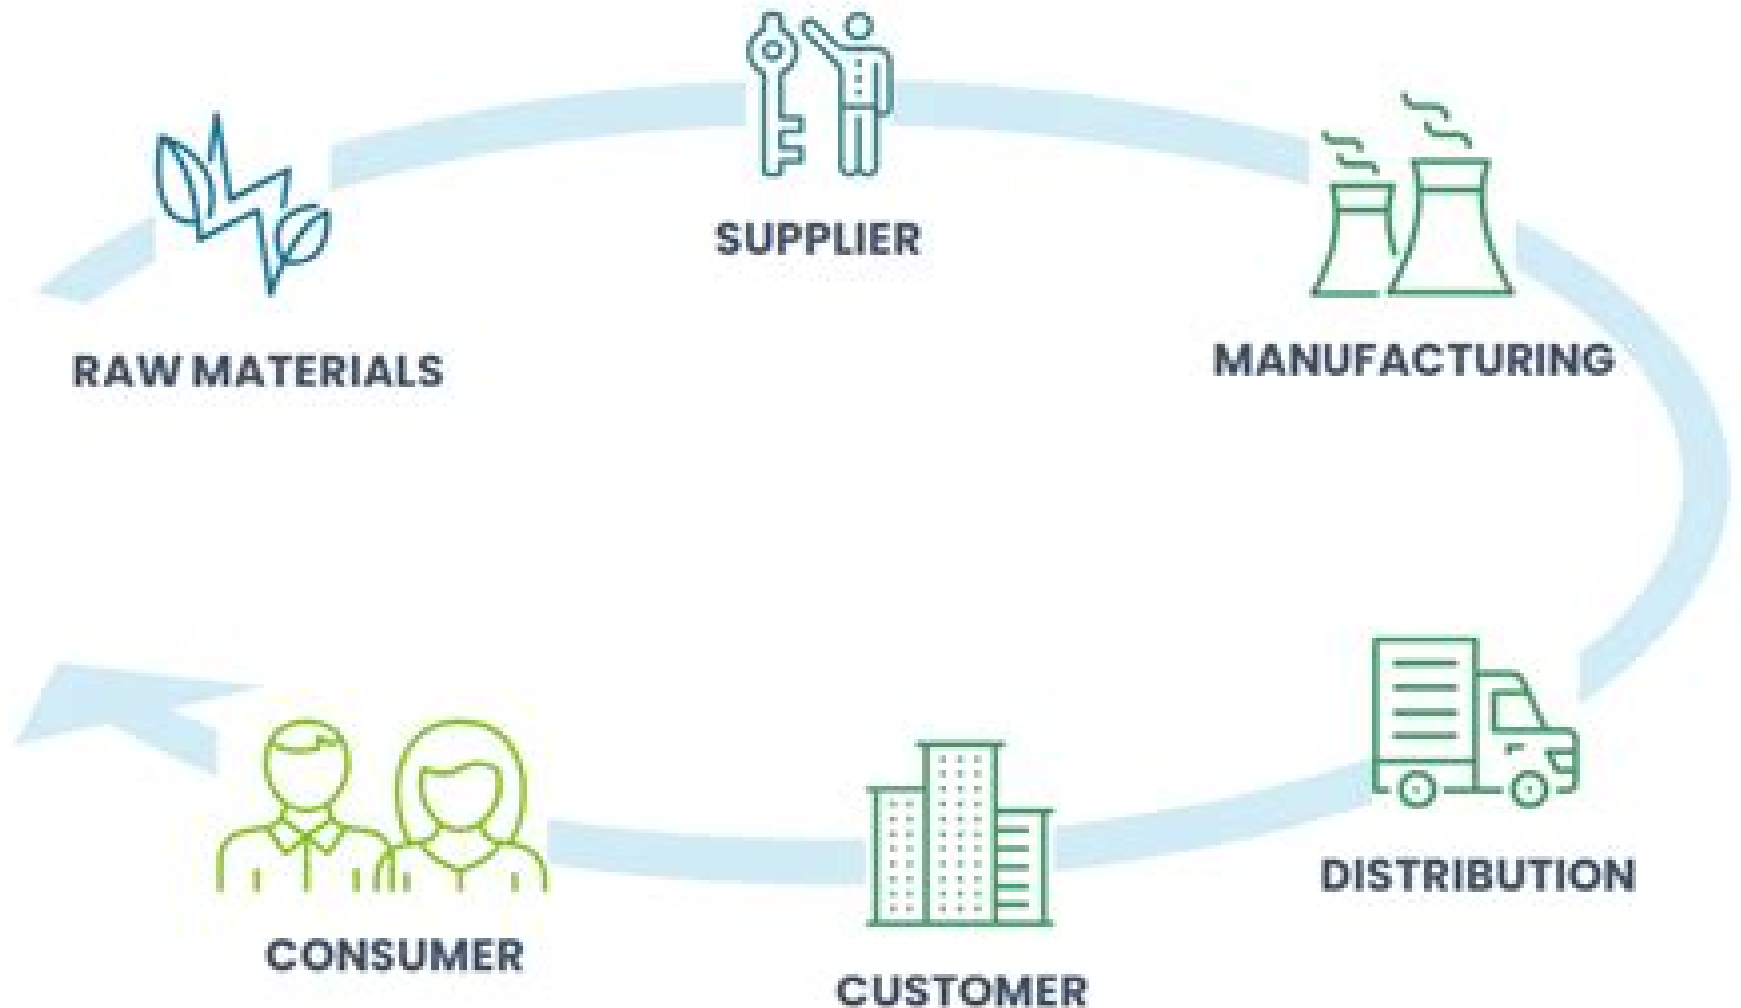 RAW MATERIALS
SUPPLIER
MANUFACTURING
DISTRIBUTION
CUSTOMER
CONSUMER